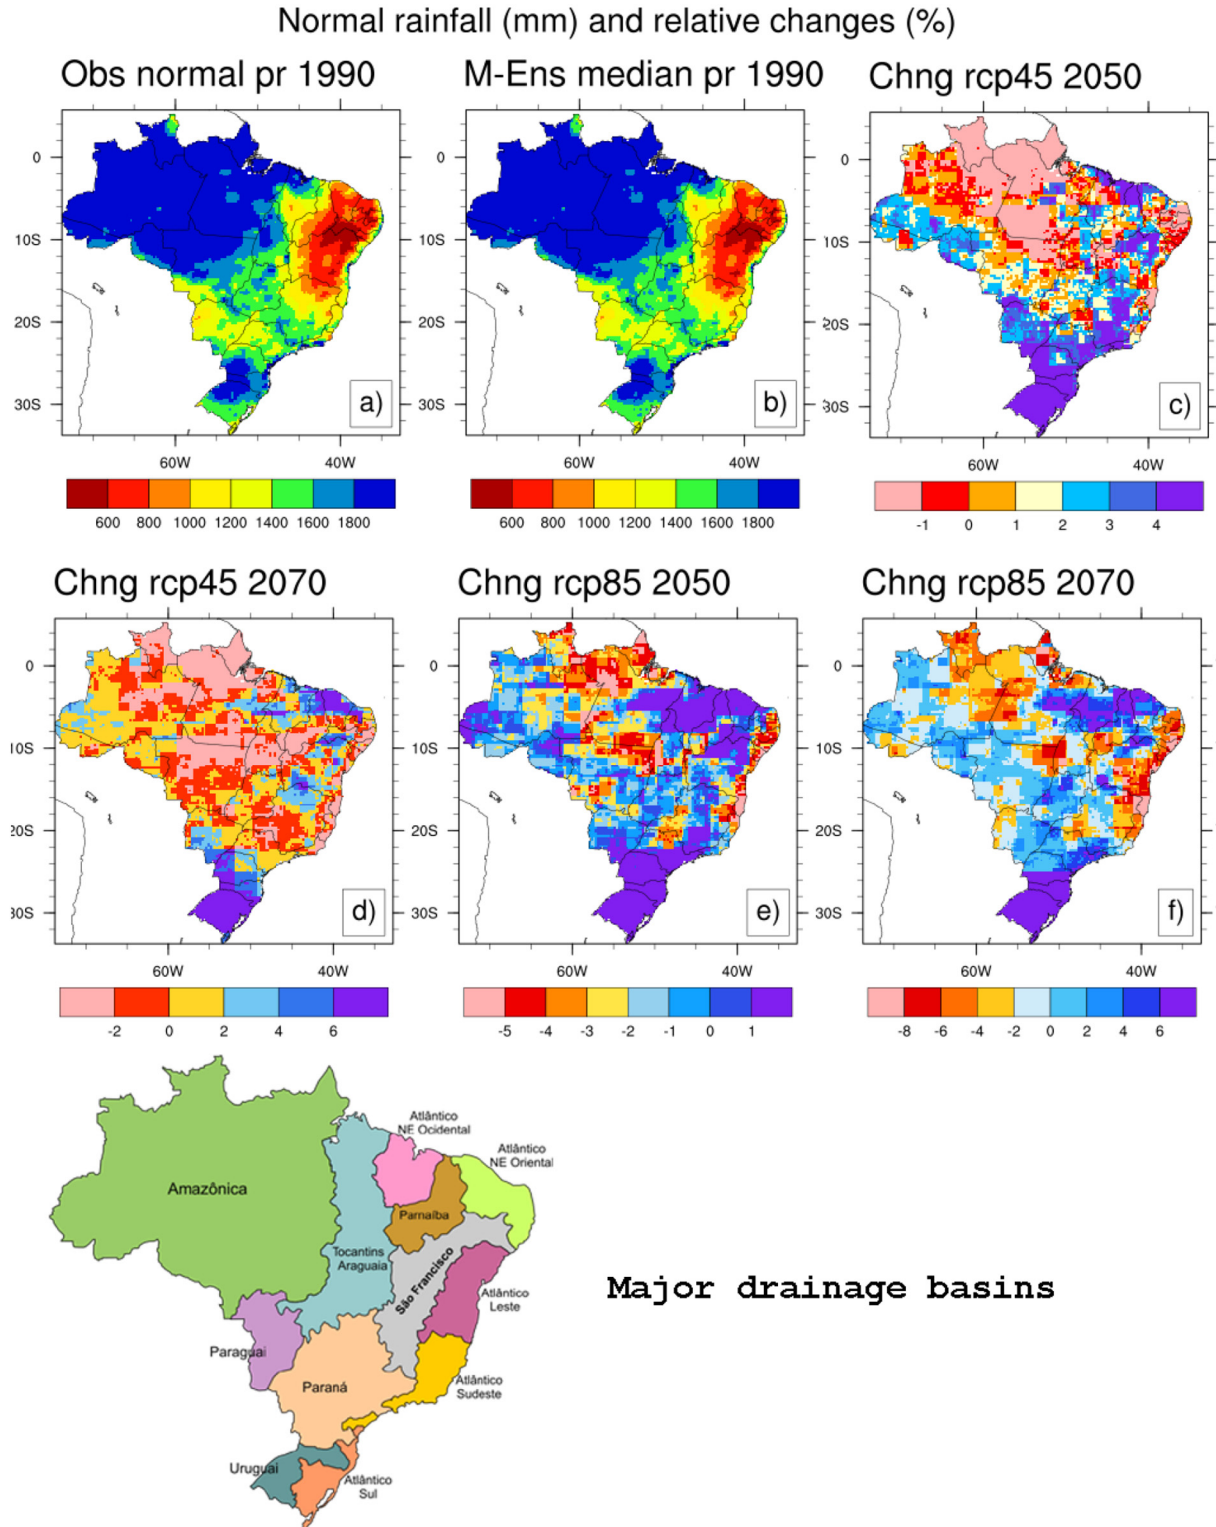 Normal rainfall (mm) and relative changes (%)
Obs normal pr 1990
M-Ens median pr 1990
Chng rcp45 2050
0
10S
20S
30S
60W
40W
a)
0
10S
20S
30S
60W
40W
b)
0
10S
20S
30S
60W
40W
c)
600 800 1000 1200 1400 1600 1800
600 800 1000 1200 1400 1600 1800
-1 0 1 2 3 4
Chng rcp45 2070
Chng rcp85 2050
Chng rcp85 2070
0
10S
20S
30S
60W
40W
d)
0
10S
20S
30S
60W
40W
e)
0
10S
20S
30S
60W
40W
f)
-2 0 2 4 6
-5 -4 -3 -2 -1 0 1
-8 -6 -4 -2 0 2 4 6
Atlântico
NE Ocidental
Atlântico
NE Oriental
Amazônica
Parnaíba
Tocantins
Araguaia
São Francisco
Atlântico
Leste
Major drainage basins
Paraguai
Paraná
Atlântico
Sudeste
Uruguai
Atlântico
Sul